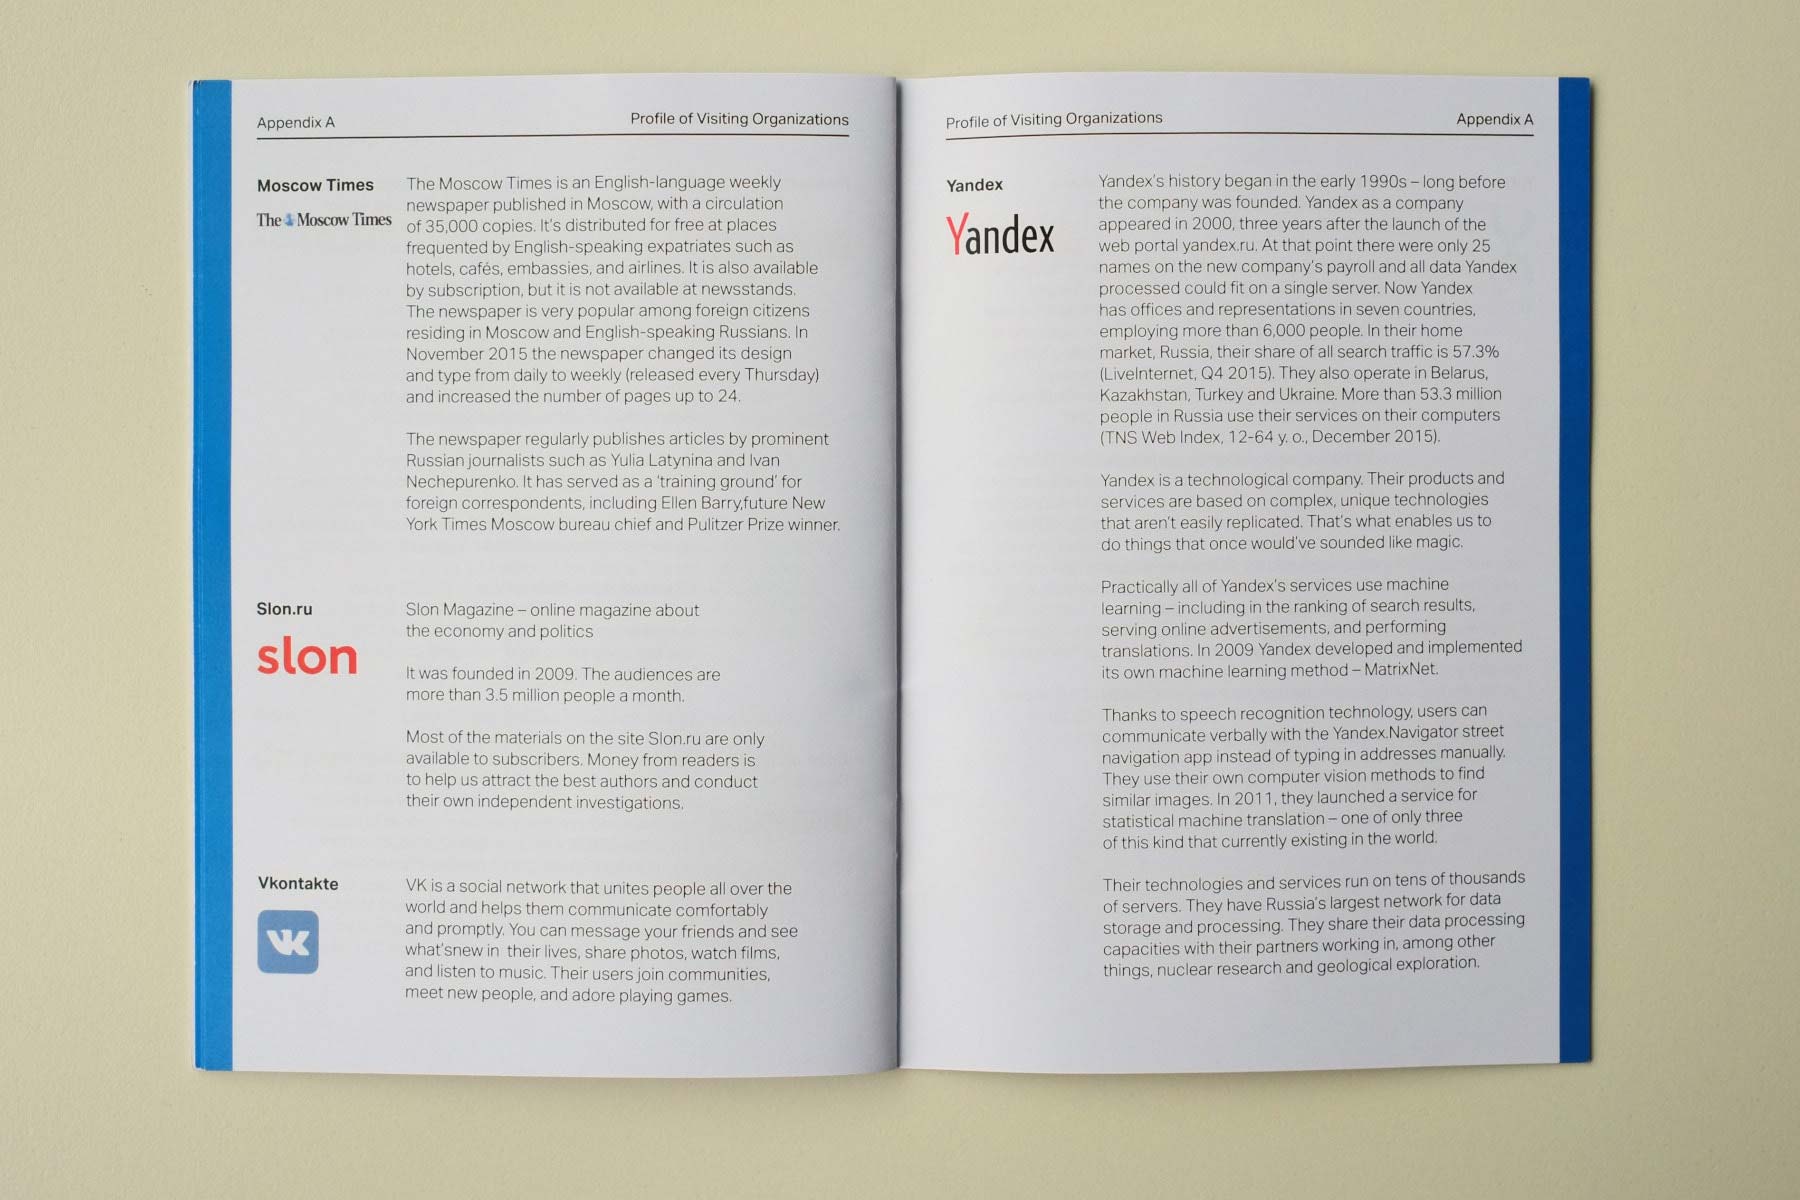 Appendix A
Profile of Visiting Organizations
Moscow Times
The Moscow Times
The Moscow Times is an English-language weekly
newspaper published in Moscow, with a circulation
of 35,000 copies. It's distributed for free at places
frequented by English-speaking expatriates such as
hotels, cafés, embassies, and airlines. It is also available
by subscription, but it is not available at newsstands.
The newspaper is very popular among foreign citizens
residing in Moscow and English-speaking Russians. In
November 2015 the newspaper changed its design
and type from daily to weekly (released every Thursday)
and increased the number of pages up to 24.
The newspaper regularly publishes articles by prominent
Russian journalists such as Yulia Latynina and Ivan
Nechepurenko. It has served as a 'training ground' for
foreign correspondents, including Ellen Barry,future New
York Times Moscow bureau chief and Pulitzer Prize winner.
Slon.ru
slon
Slon Magazine – online magazine about
the economy and politics
It was founded in 2009. The audiences are
more than 3.5 million people a month.
Most of the materials on the site Slon.ru are only
available to subscribers. Money from readers is
to help us attract the best authors and conduct
their own independent investigations.
Vkontakte
VK
VK is a social network that unites people all over the
world and helps them communicate comfortably
and promptly. You can message your friends and see
what'snew in their lives, share photos, watch films,
and listen to music. Their users join communities,
meet new people, and adore playing games.
Profile of Visiting Organizations
Appendix A
Yandex
Yandex
Yandex's history began in the early 1990s – long before
the company was founded. Yandex as a company
appeared in 2000, three years after the launch of the
web portal yandex.ru. At that point there were only 25
names on the new company's payroll and all data Yandex
processed could fit on a single server. Now Yandex
has offices and representations in seven countries,
employing more than 6,000 people. In their home
market, Russia, their share of all search traffic is 57.3%
(LiveInternet, Q4 2015). They also operate in Belarus,
Kazakhstan, Turkey and Ukraine. More than 53.3 million
people in Russia use their services on their computers
(TNS Web Index, 12-64 y. o., December 2015).
Yandex is a technological company. Their products and
services are based on complex, unique technologies
that aren't easily replicated. That's what enables us to
do things that once would've sounded like magic.
Practically all of Yandex's services use machine
learning – including in the ranking of search results,
serving online advertisements, and performing
translations. In 2009 Yandex developed and implemented
its own machine learning method – MatrixNet.
Thanks to speech recognition technology, users can
communicate verbally with the Yandex.Navigator street
navigation app instead of typing in addresses manually.
They use their own computer vision methods to find
similar images. In 2011, they launched a service for
statistical machine translation – one of only three
of this kind that currently existing in the world.
Their technologies and services run on tens of thousands
of servers. They have Russia's largest network for data
storage and processing. They share their data processing
capacities with their partners working in, among other
things, nuclear research and geological exploration.